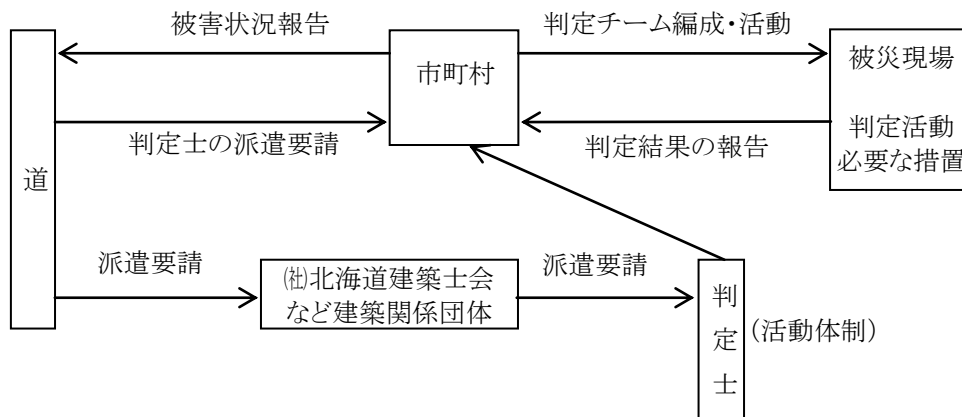 被害状況報告
判定チーム編成・活動
市町村
被災現場
判定士の派遣要請
判定結果の報告
判定活動
必要な措置
道
派遣要請
㈳北海道建築士会
など建築関係団体
派遣要請
判定士
(活動体制)